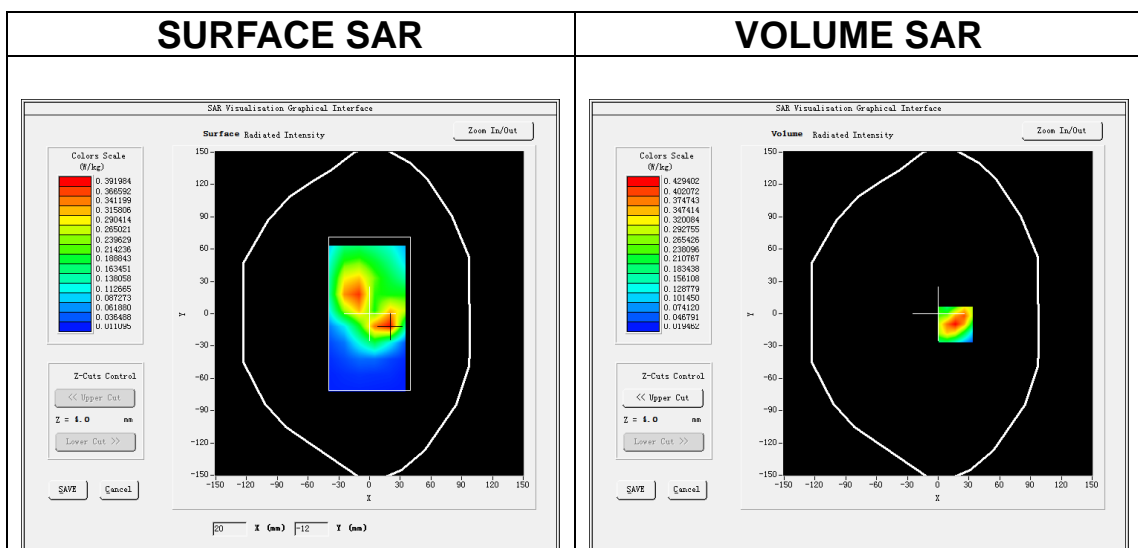 SURFACE SAR
VOLUME SAR
SAR Visualisation Graphical Interface
Surface Radiated Intensity
Zoom In/Out
Colors Scale
(W/kg)
0.391984
0.366592
0.341199
0.315806
0.290414
0.265021
0.239629
0.214236
0.188843
0.163451
0.138058
0.112665
0.087273
0.061880
0.036488
0.011095
150
120
90
60
30
0
-30
-60
-90
-120
-150
Y
-150 -120 -90 -60 -30 0 30 60 90 120 150
X
Z-Cuts Control
<< Upper Cut
Z = 4.0 mm
Lower Cut >>
SAVE Cancel
20 X (mm) -12 Y (mm)
SAR Visualisation Graphical Interface
Volume Radiated Intensity
Zoom In/Out
Colors Scale
(W/kg)
0.429402
0.402072
0.374743
0.347414
0.320084
0.292755
0.265426
0.238096
0.210767
0.183438
0.156108
0.128779
0.101450
0.074120
0.046791
0.019462
150
120
90
60
30
0
-30
-60
-90
-120
-150
Y
-150 -120 -90 -60 -30 0 30 60 90 120 150
X
Z-Cuts Control
<< Upper Cut
Z = 4.0 mm
Lower Cut >>
SAVE Cancel